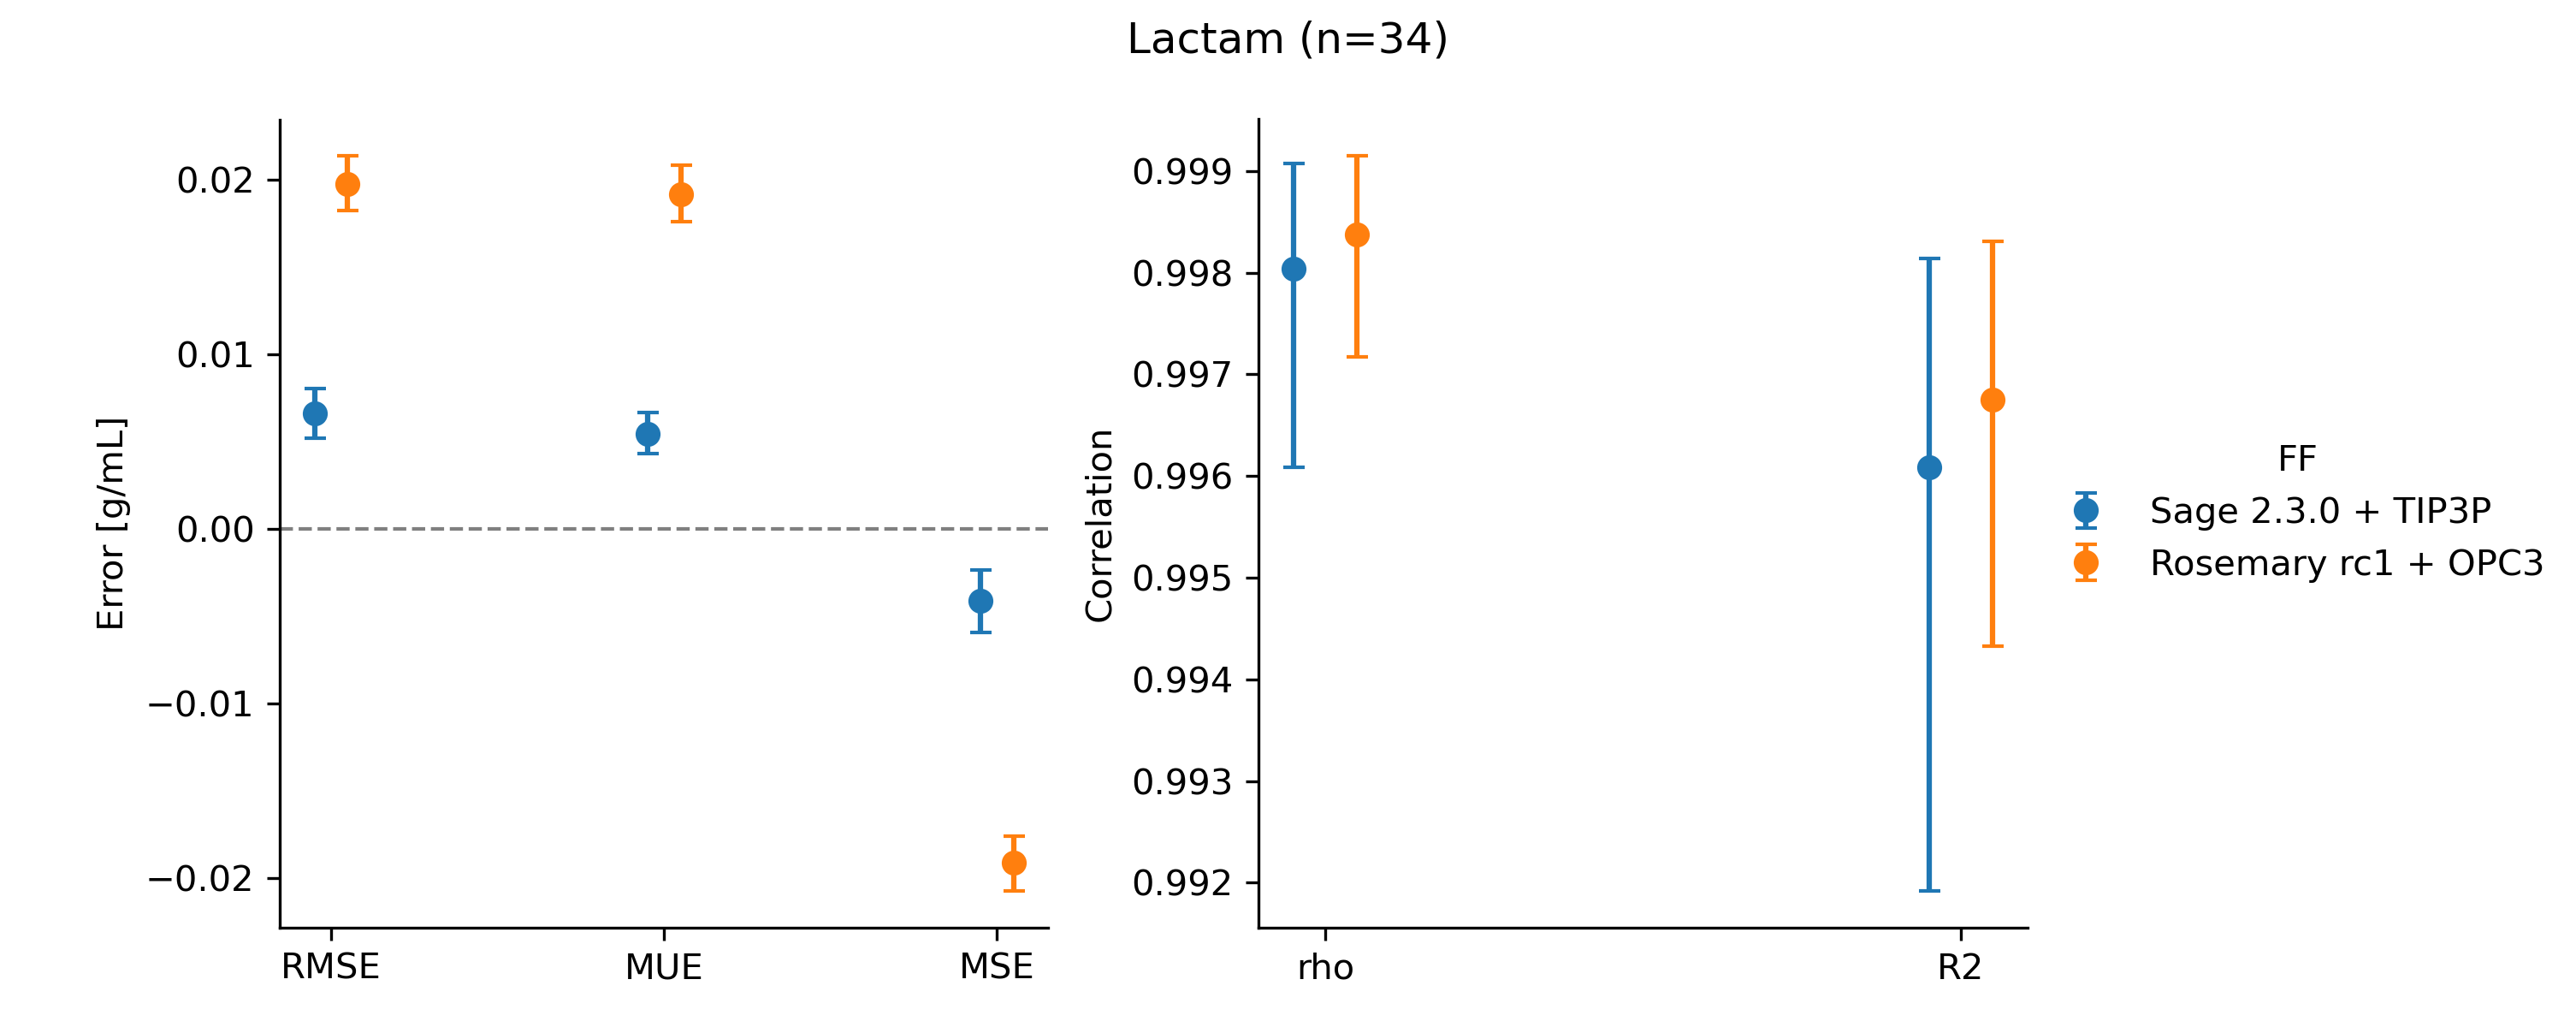 Lactam (n=34)
Error [g/mL]
0.02
0.01
0.00
−0.01
−0.02
RMSE
MUE
MSE
Correlation
0.999
0.998
0.997
0.996
0.995
0.994
0.993
0.992
rho
R2
FF
Sage 2.3.0 + TIP3P
Rosemary rc1 + OPC3